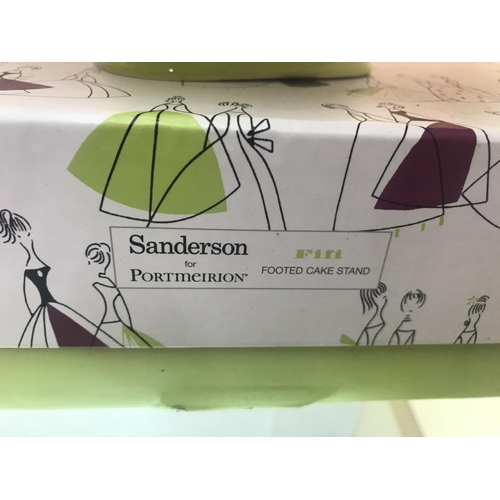 Sanderson
for
PORTMEIRION®
Fifi
FOOTED CAKE STAND